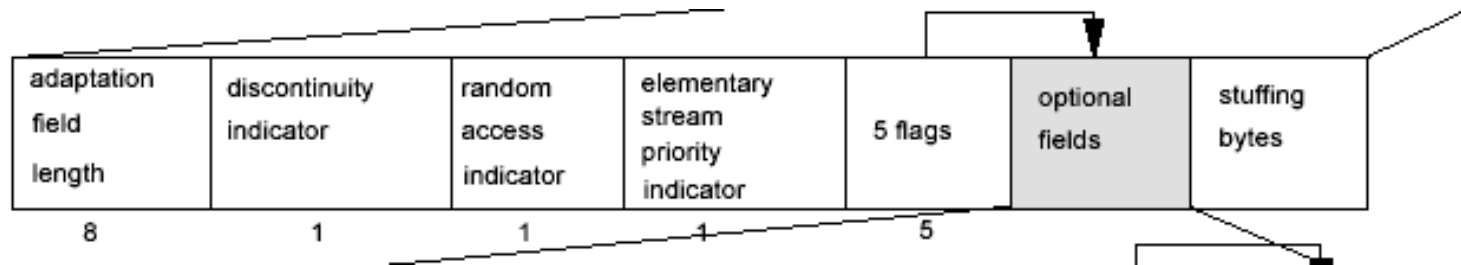 adaptation
field
length
discontinuity
indicator
random
access
indicator
elementary
stream
priority
indicator
5 flags
optional
fields
stuffing
bytes
8
1
1
1
5